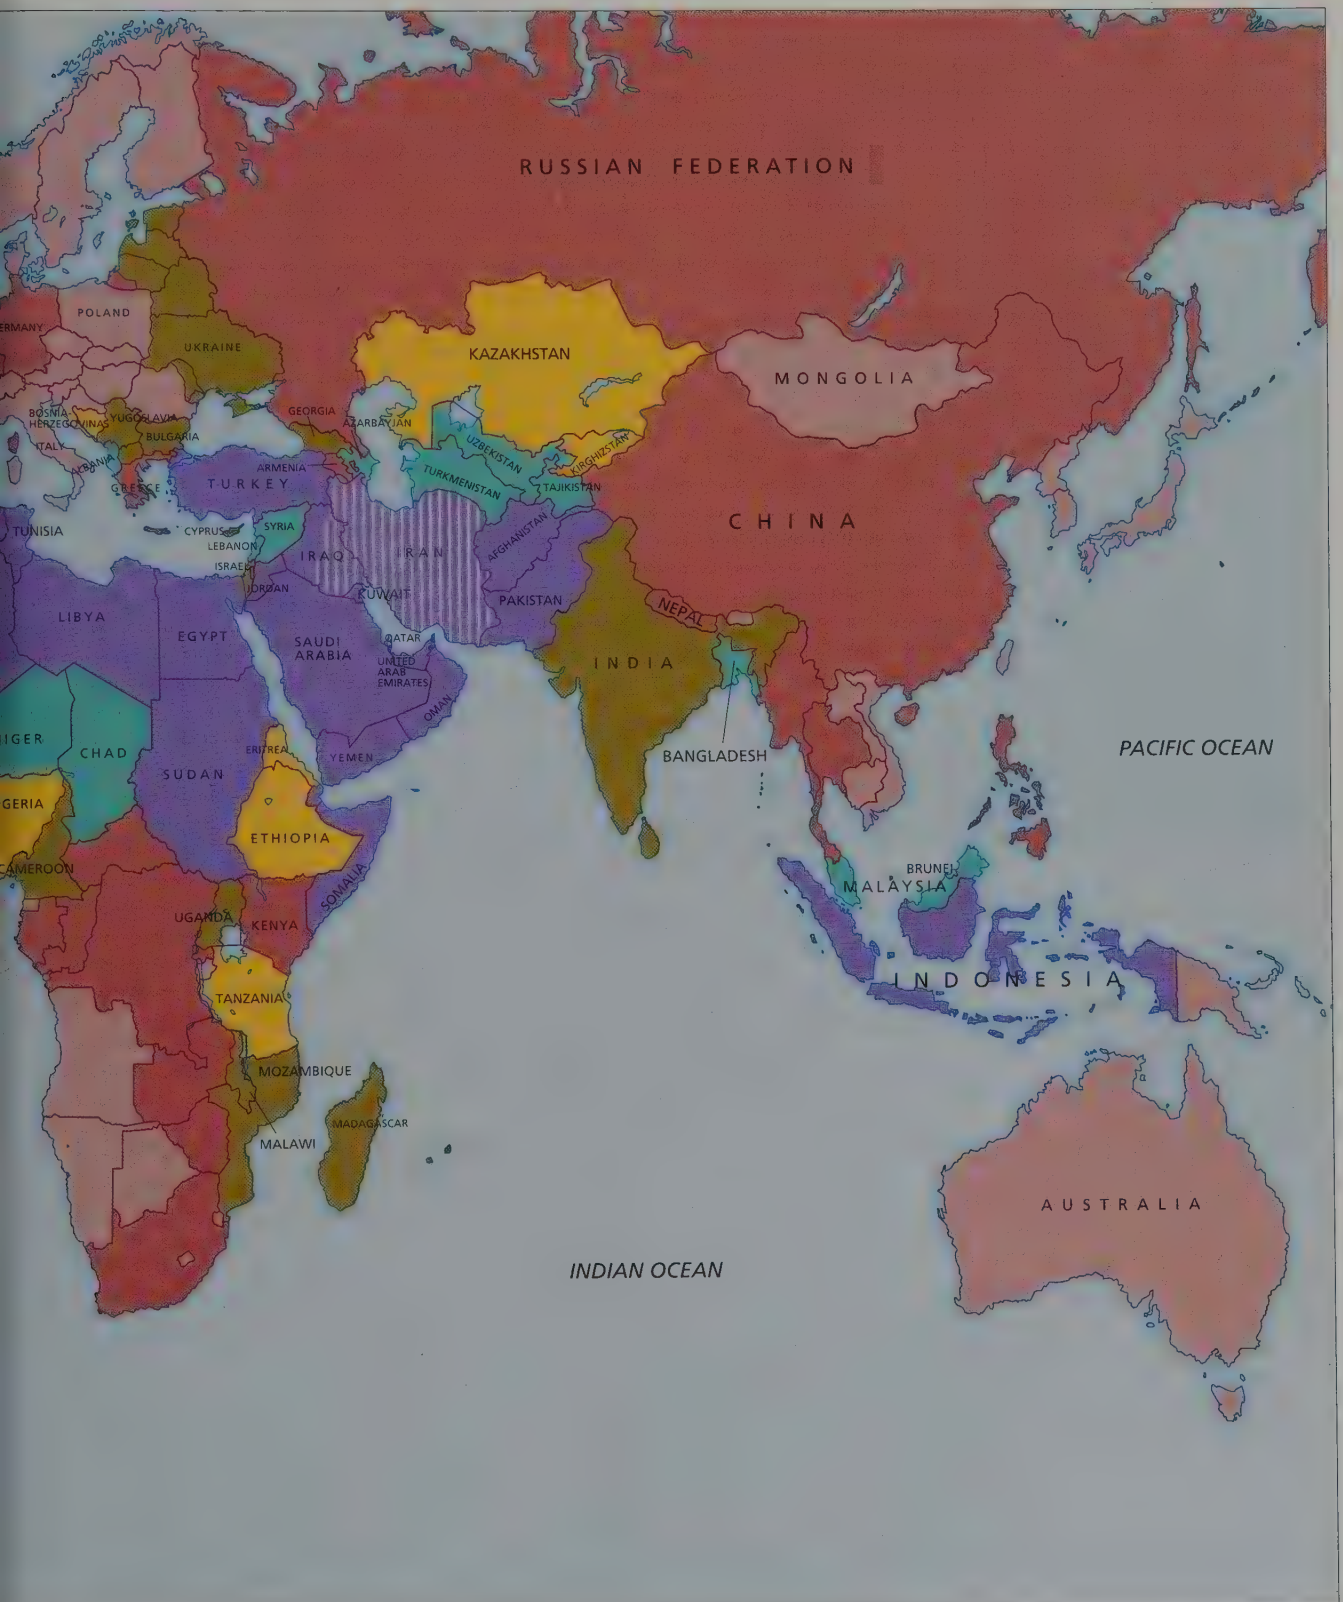 RUSSIAN FEDERATION
POLAND
ERMANY
UKRAINE
KAZAKHSTAN
MONGOLIA
BOSNIA-
HERZEGOVINAS
YUGOSLAVIA
GEORGIA
AZARBAYJAN
BULGARIA
ITALY
UZBEKISTAN
KIRGHIZSTAN
ALBANIA
ARMENIA
TURKMENISTAN
TAJIKISTAN
GREECE
TURKEY
CHINA
TUNISIA
CYPRUS
SYRIA
LEBANON
IRAQ
IRAN
AFGHANISTAN
ISRAEL
JORDAN
KUWAIT
PAKISTAN
NEPAL
LIBYA
EGYPT
SAUDI
ARABIA
QATAR
UNITED
ARAB
EMIRATES
INDIA
OMAN
IGER
CHAD
ERITREA
YEMEN
BANGLADESH
PACIFIC OCEAN
SUDAN
GERIA
ETHIOPIA
CAMEROON
SOMALIA
BRUNEI
MALAYSIA
UGANDA
KENYA
INDONESIA
TANZANIA
MOZAMBIQUE
MADAGASCAR
MALAWI
AUSTRALIA
INDIAN OCEAN